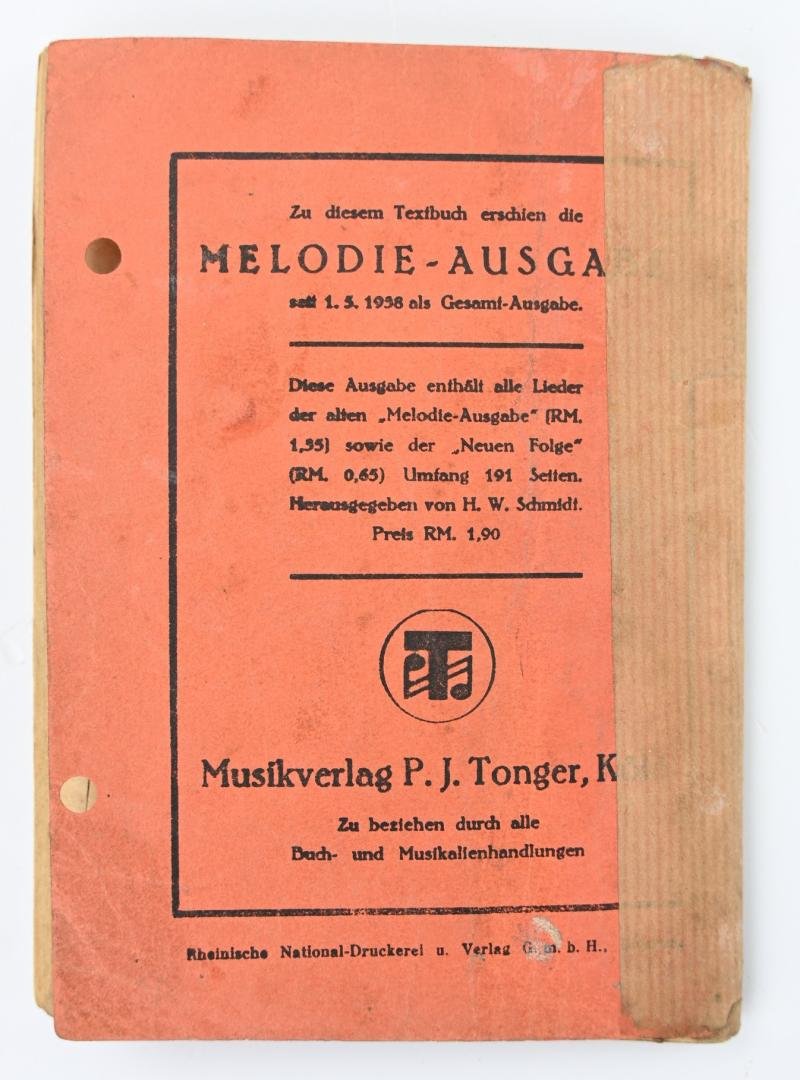 Zu diesem Textbuch erschien die
MELODIE-AUSGABE
seit 1. 5. 1938 als Gesamt-Ausgabe.
Diese Ausgabe enthält alle Lieder
der alten „Melodie-Ausgabe“ (RM.
1,35) sowie der „Neuen Folge“
(RM. 0,65) Umfang 191 Seiten.
Herausgegeben von H. W. Schmidt.
Preis RM. 1,90
T
Musikverlag P. J. Tonger, Köln
Zu beziehen durch alle
Buch- und Musikalienhandlungen
Rheinische National-Druckerei u. Verlag G. m. b. H.,